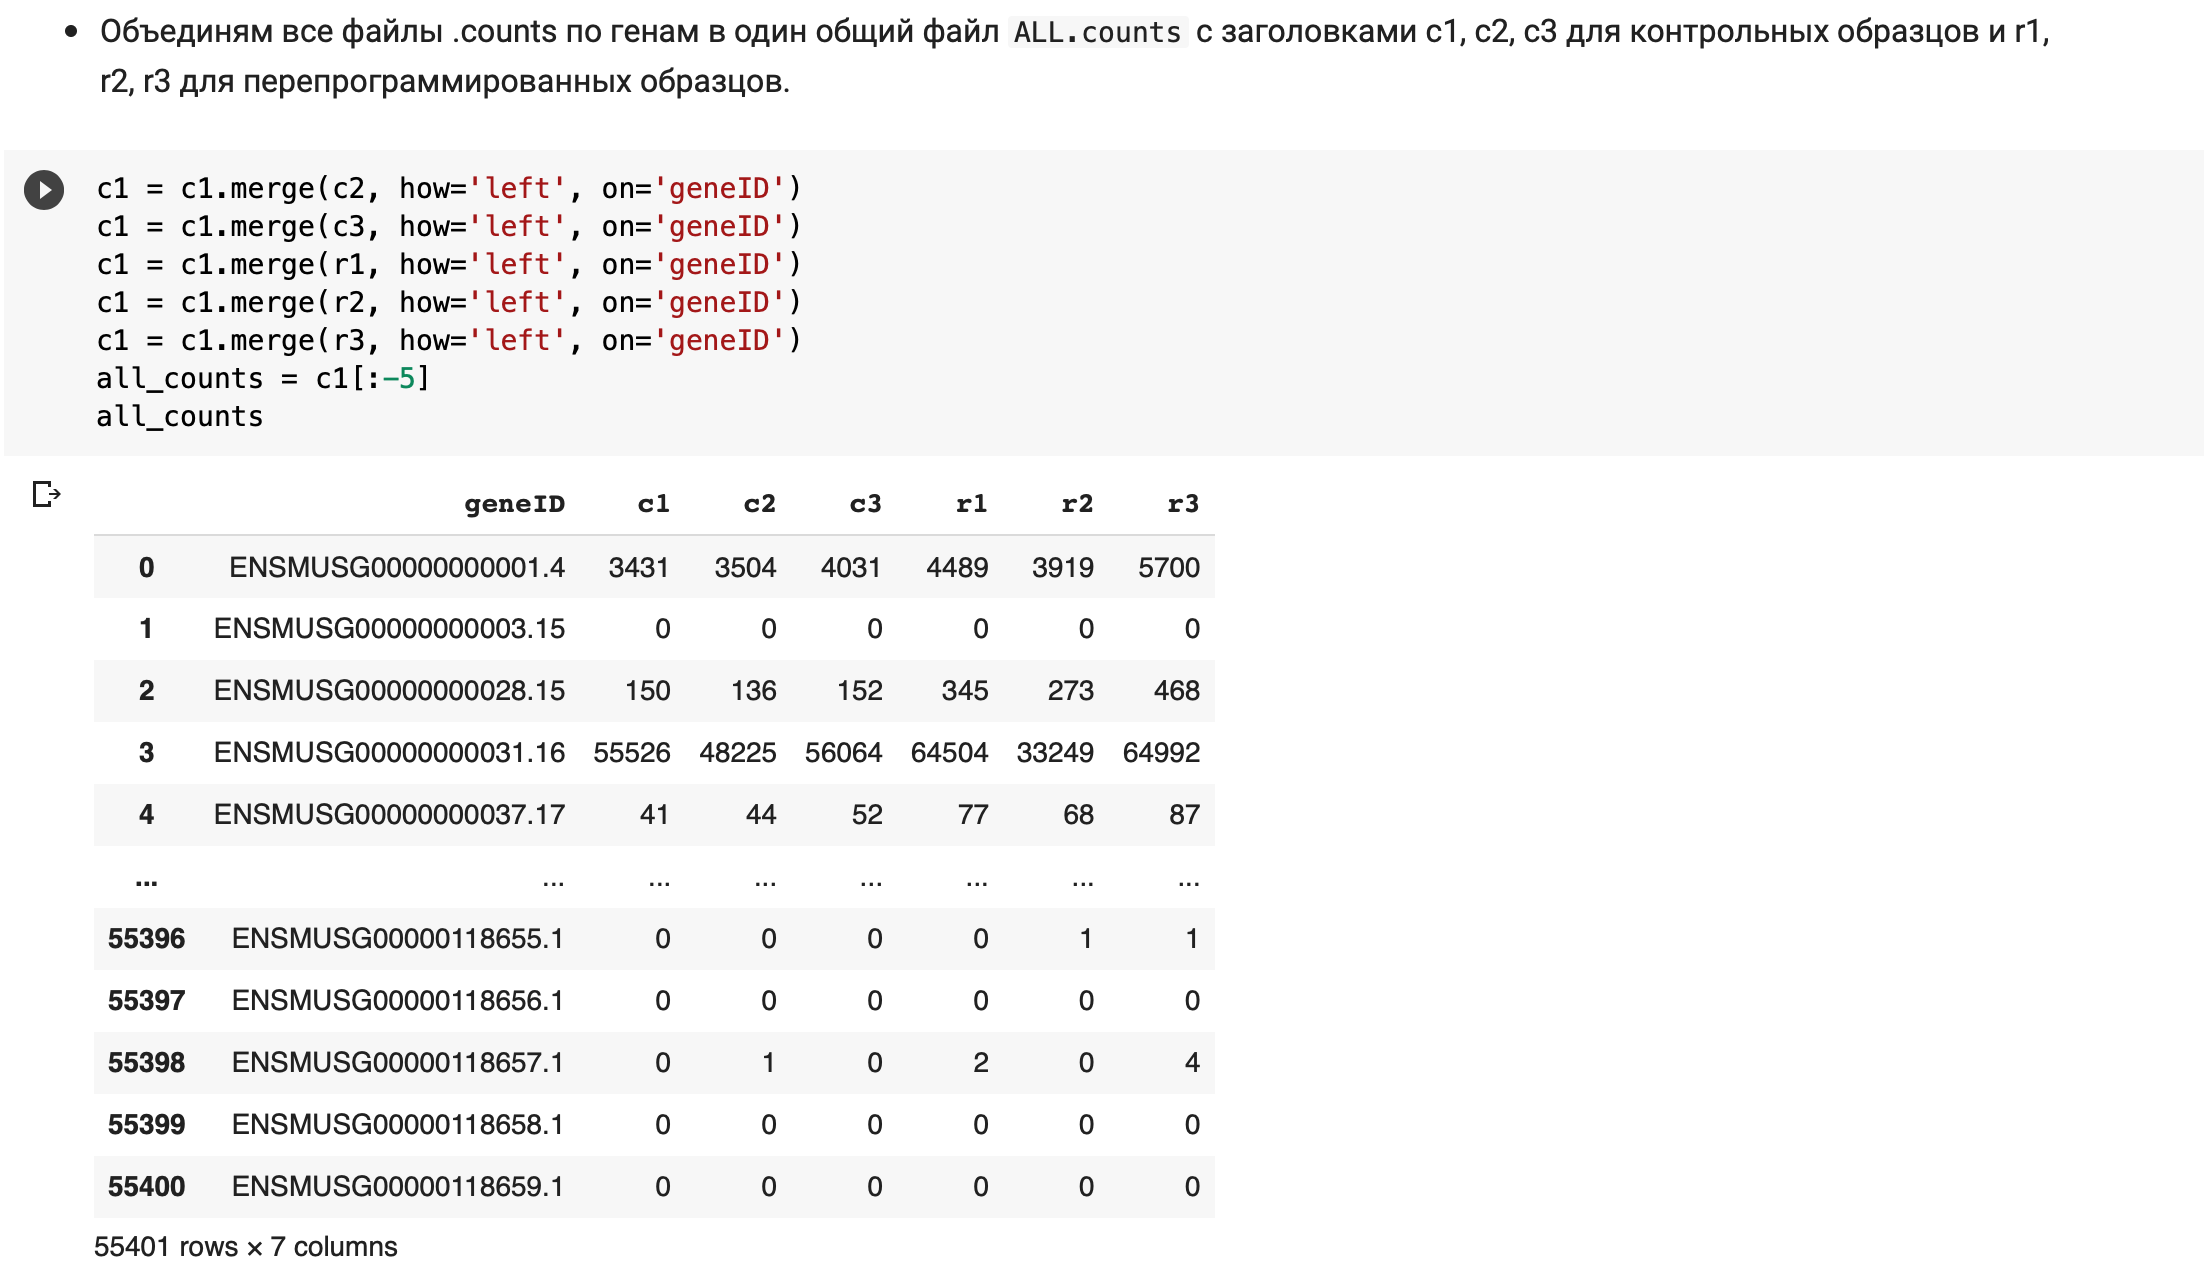 • Объединям все файлы .counts по генам в один общий файл ALL.counts с заголовками c1, c2, c3 для контрольных образцов и r1,
r2, r3 для перепрограммированных образцов.
c1 = c1.merge(c2, how='left', on='geneID')
c1 = c1.merge(c3, how='left', on='geneID')
c1 = c1.merge(r1, how='left', on='geneID')
c1 = c1.merge(r2, how='left', on='geneID')
c1 = c1.merge(r3, how='left', on='geneID')
all_counts = c1[:-5]
all_counts
geneID c1 c2 c3 r1 r2 r3
0 ENSMUSG00000000001.4 3431 3504 4031 4489 3919 5700
1 ENSMUSG00000000003.15 0 0 0 0 0 0
2 ENSMUSG00000000028.15 150 136 152 345 273 468
3 ENSMUSG00000000031.16 55526 48225 56064 64504 33249 64992
4 ENSMUSG00000000037.17 41 44 52 77 68 87
... ... ... ... ... ... ... ...
55396 ENSMUSG00000118655.1 0 0 0 0 1 1
55397 ENSMUSG00000118656.1 0 0 0 0 0 0
55398 ENSMUSG00000118657.1 0 1 0 2 0 4
55399 ENSMUSG00000118658.1 0 0 0 0 0 0
55400 ENSMUSG00000118659.1 0 0 0 0 0 0
55401 rows × 7 columns